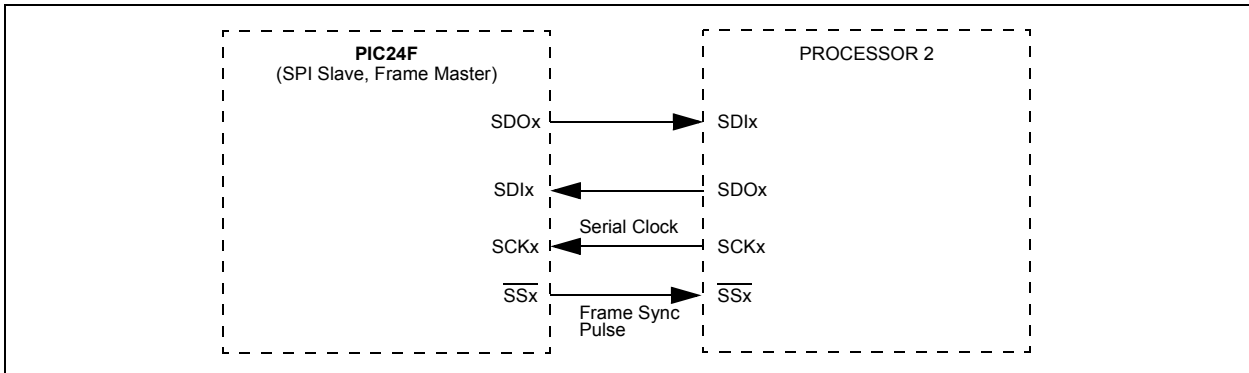 PIC24F
(SPI Slave, Frame Master)
PROCESSOR 2
SDOx
SDIx
SDIx
SDOx
Serial Clock
SCKx
SCKx
SSx
SSx
Frame Sync
Pulse